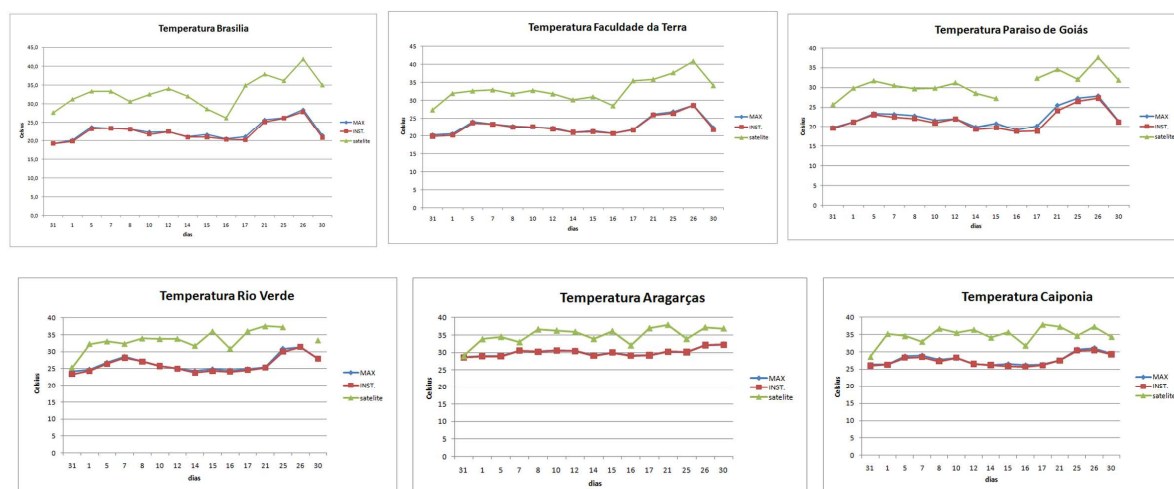 Temperatura Brasilia
45,0
40,0
35,0
30,0
25,0
20,0
15,0
10,0
5,0
0,0
Celsius
31 1 5 7 8 10 12 14 15 16 17 21 25 26 30
dias
MAX
INST.
satelite
Temperatura Faculdade da Terra
45
40
35
30
25
20
15
10
5
0
Celsius
31 1 5 7 8 10 12 14 15 16 17 21 25 26 30
dias
MAX
INST.
satelite
Temperatura Paraiso de Goiás
40
35
30
25
20
15
10
5
0
Celsius
31 1 5 7 8 10 12 14 15 16 17 21 25 26 30
dias
MAX
INST.
satelite
Temperatura Rio Verde
40
35
30
25
20
15
10
5
0
Celsius
31 1 5 7 8 10 12 14 15 16 17 21 25 26 30
dias
MAX
INST.
satelite
Temperatura Aragarças
40
35
30
25
20
15
10
5
0
Celsius
31 1 5 7 8 10 12 14 15 16 17 21 25 26 30
dias
MAX
INST.
satelite
Temperatura Caiponia
40
35
30
25
20
15
10
5
0
Celsius
31 1 5 7 8 10 12 14 15 16 17 21 25 26 30
dias
MAX
INST.
satelite